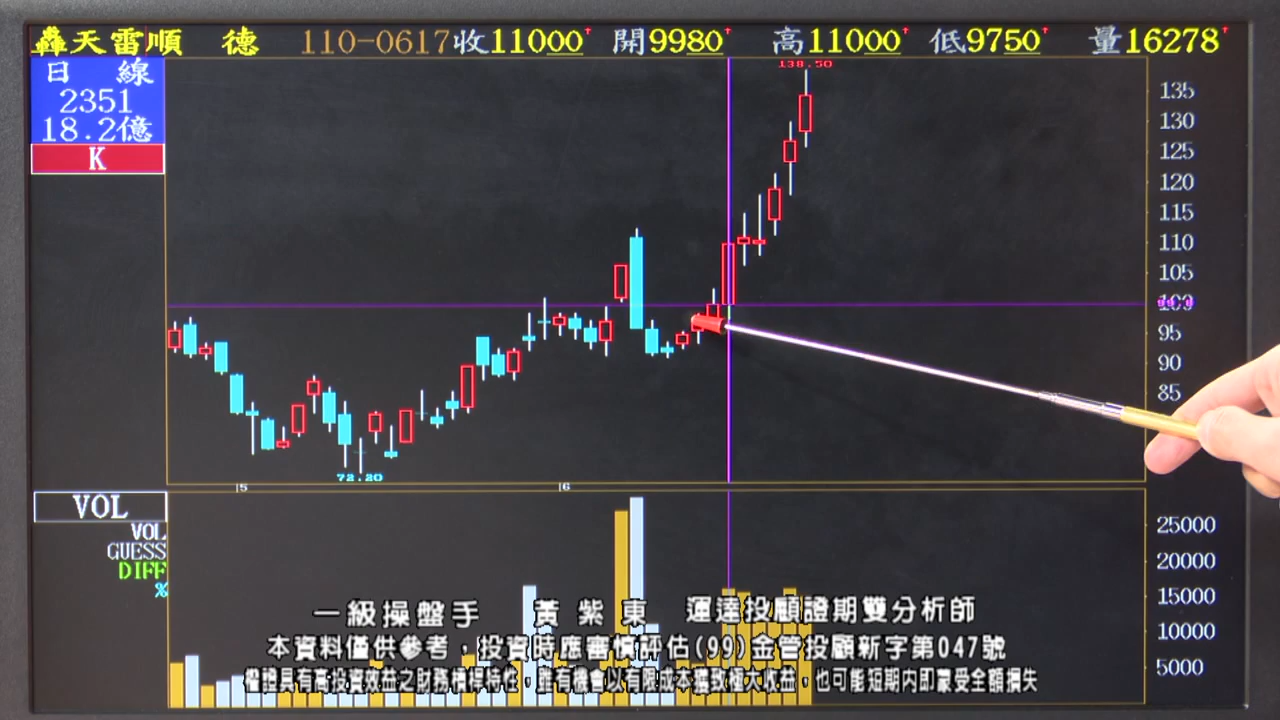 轟天雷順 德 110-0617收11000 開9980 高11000 低9750 量16278
日 線
2351
18.2億
K
138.50
135
130
125
120
115
110
105
100
95
90
85
72.20
5
6
VOL
VOL
GUESS
DIFF
%
25000
20000
15000
10000
5000
一級操盤手 黃紫東 運達投顧證期雙分析師
本資料僅供參考，投資時應審慎評估(99)金管投顧新字第047號
權證具有高投資效益之財務槓桿特性，雖有機會以有限成本獲致極大收益，也可能短期內即蒙受全額損失